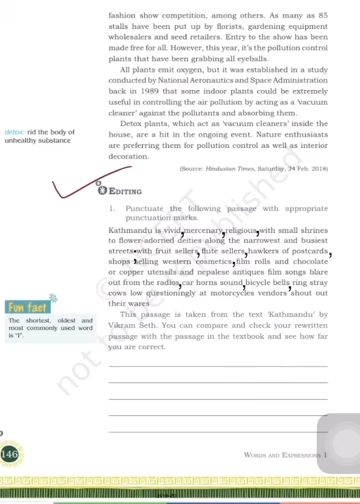 fashion show competition, among others. As many as 85
stalls have been put up by florists, gardening equipment
wholesalers and seed retailers. Entry to the show has been
made free for all. However, this year, it's the pollution control
plants that have been grabbing all eyeballs.
All plants emit oxygen, but it was established in a study
conducted by National Aeronautics and Space Administration
back in 1989 that some indoor plants could be extremely
useful in controlling the air pollution by acting as a 'vacuum
cleaner' against the pollutants and absorbing them.
Detox plants, which act as 'vacuum cleaners' inside the
house, are a hit in the ongoing event. Nature enthusiasts
are preferring them for pollution control as well as interior
decoration.
detox: rid the body of
unhealthy substance
(Source: Hindustan Times, Saturday, 24 Feb. 2018)
EDITING
1. Punctuate the following passage with appropriate
punctuation marks.
Kathmandu is vivid,mercenary,religious,with small shrines
to flower-adorned deities along the narrowest and busiest
streets,with fruit sellers,flute sellers,hawkers of postcards,
shops selling western cosmetics,film rolls and chocolate
or copper utensils and nepalese antiques film songs blare
out from the radios,car horns sound,bicycle bells,ring stray
cows low questioningly at motorcycles vendors,shout out
their wares
This passage is taken from the text 'Kathmandu' by
Vikram Seth. You can compare and check your rewritten
passage with the passage in the textbook and see how far
you are correct.
Fun fact
The shortest, oldest and
most commonly used word
is "I".
146
WORDS AND EXPRESSIONS 1